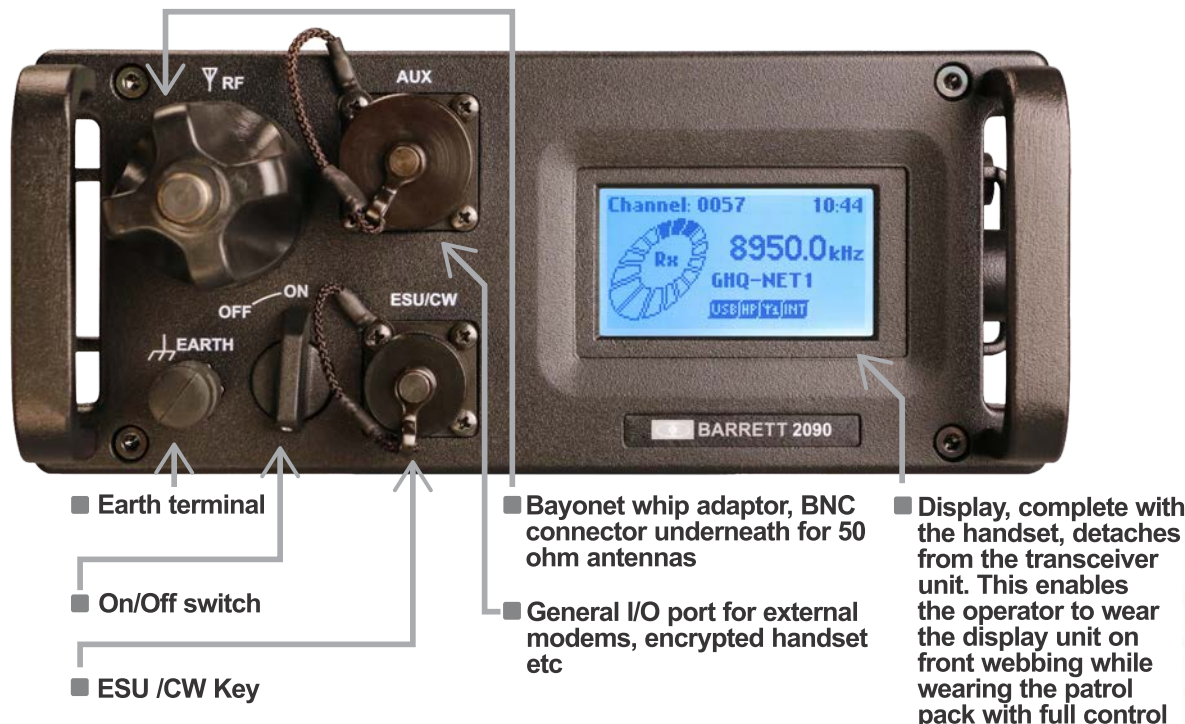 RF
AUX
Channel: 0057 10:44
Rx
8950.0kHz
GHQ-NET1
USB HP INT
OFF ON
ESU/CW
EARTH
BARRETT 2090
Earth terminal
On/Off switch
ESU /CW Key
Bayonet whip adaptor, BNC
connector underneath for 50
ohm antennas
General I/O port for external
modems, encrypted handset
etc
Display, complete with
the handset, detaches
from the transceiver
unit. This enables
the operator to wear
the display unit on
front webbing while
wearing the patrol
pack with full control